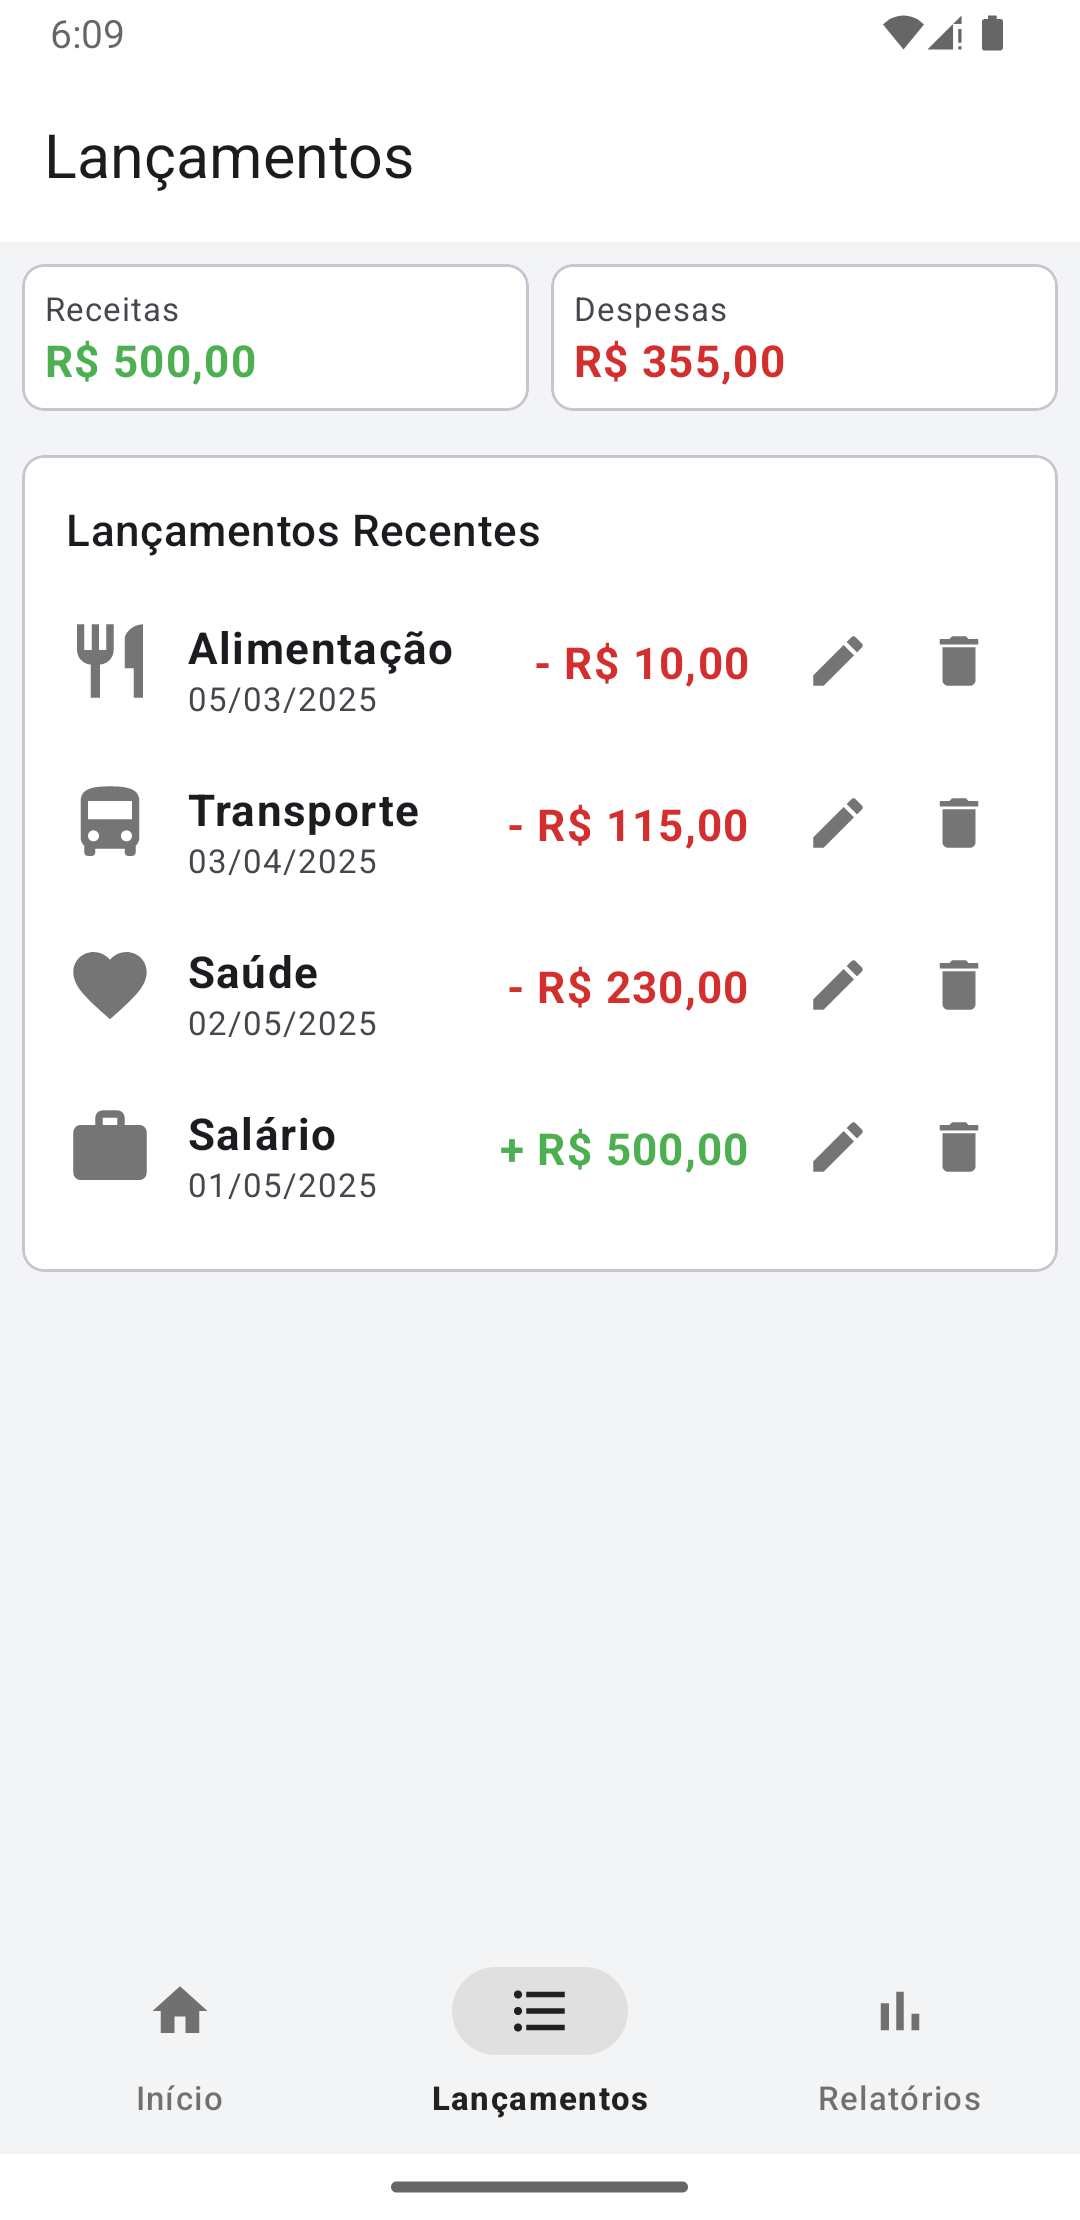 6:09
Lançamentos
Receitas
R$ 500,00
Despesas
R$ 355,00
Lançamentos Recentes
Alimentação
05/03/2025
- R$ 10,00
Transporte
03/04/2025
- R$ 115,00
Saúde
02/05/2025
- R$ 230,00
Salário
01/05/2025
+ R$ 500,00
Início
Lançamentos
Relatórios